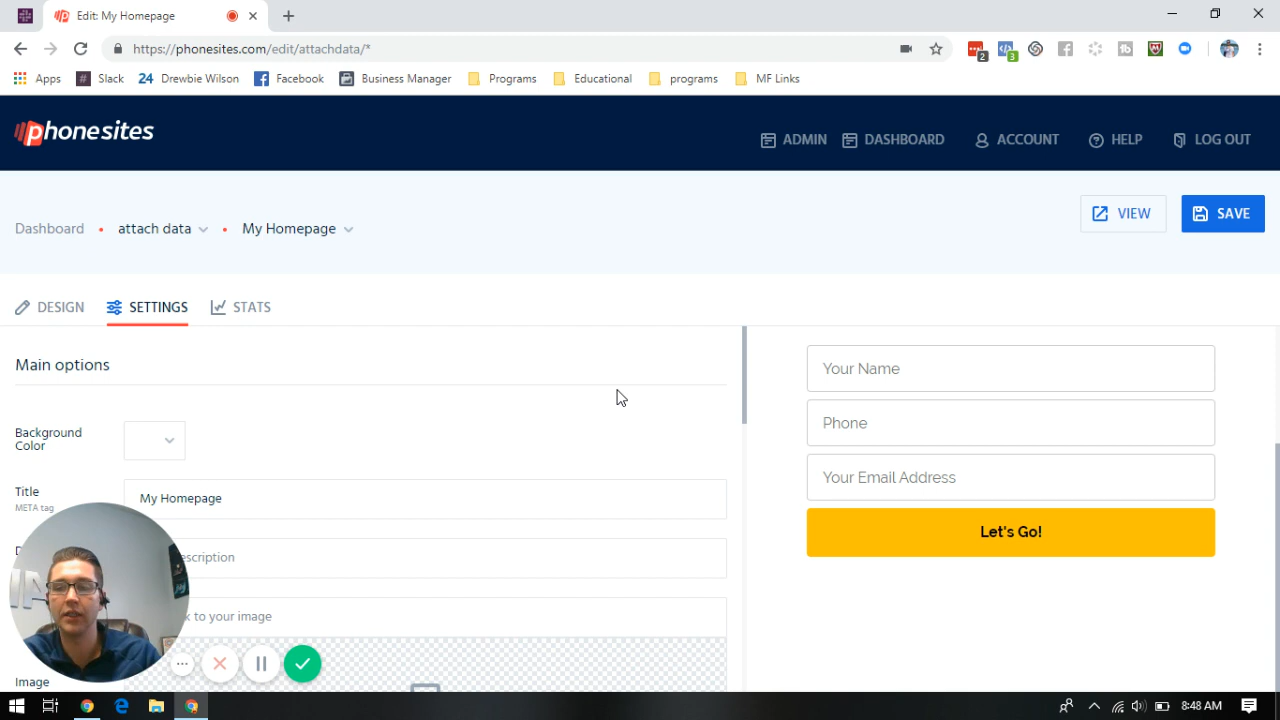 Edit: My Homepage
https://phonesites.com/edit/attachdata/*
2
3
Apps
Slack
24 Drewbie Wilson
Facebook
Business Manager
Programs
Educational
programs
MF Links
phonesites
ADMIN
DASHBOARD
ACCOUNT
HELP
LOG OUT
Dashboard • attach data • My Homepage
VIEW
SAVE
DESIGN
SETTINGS
STATS
Main options
Background
Color
Title
META tag
My Homepage
Image
to your image
Your Name
Phone
Your Email Address
Let's Go!
8:48 AM